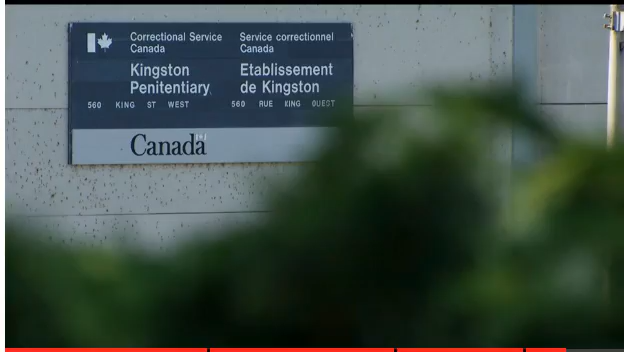 Correctional Service
Canada
Service correctionnel
Canada
Kingston
Penitentiary
Etablissement
de Kingston
560 KING ST WEST
560 RUE KING OUEST
Canada